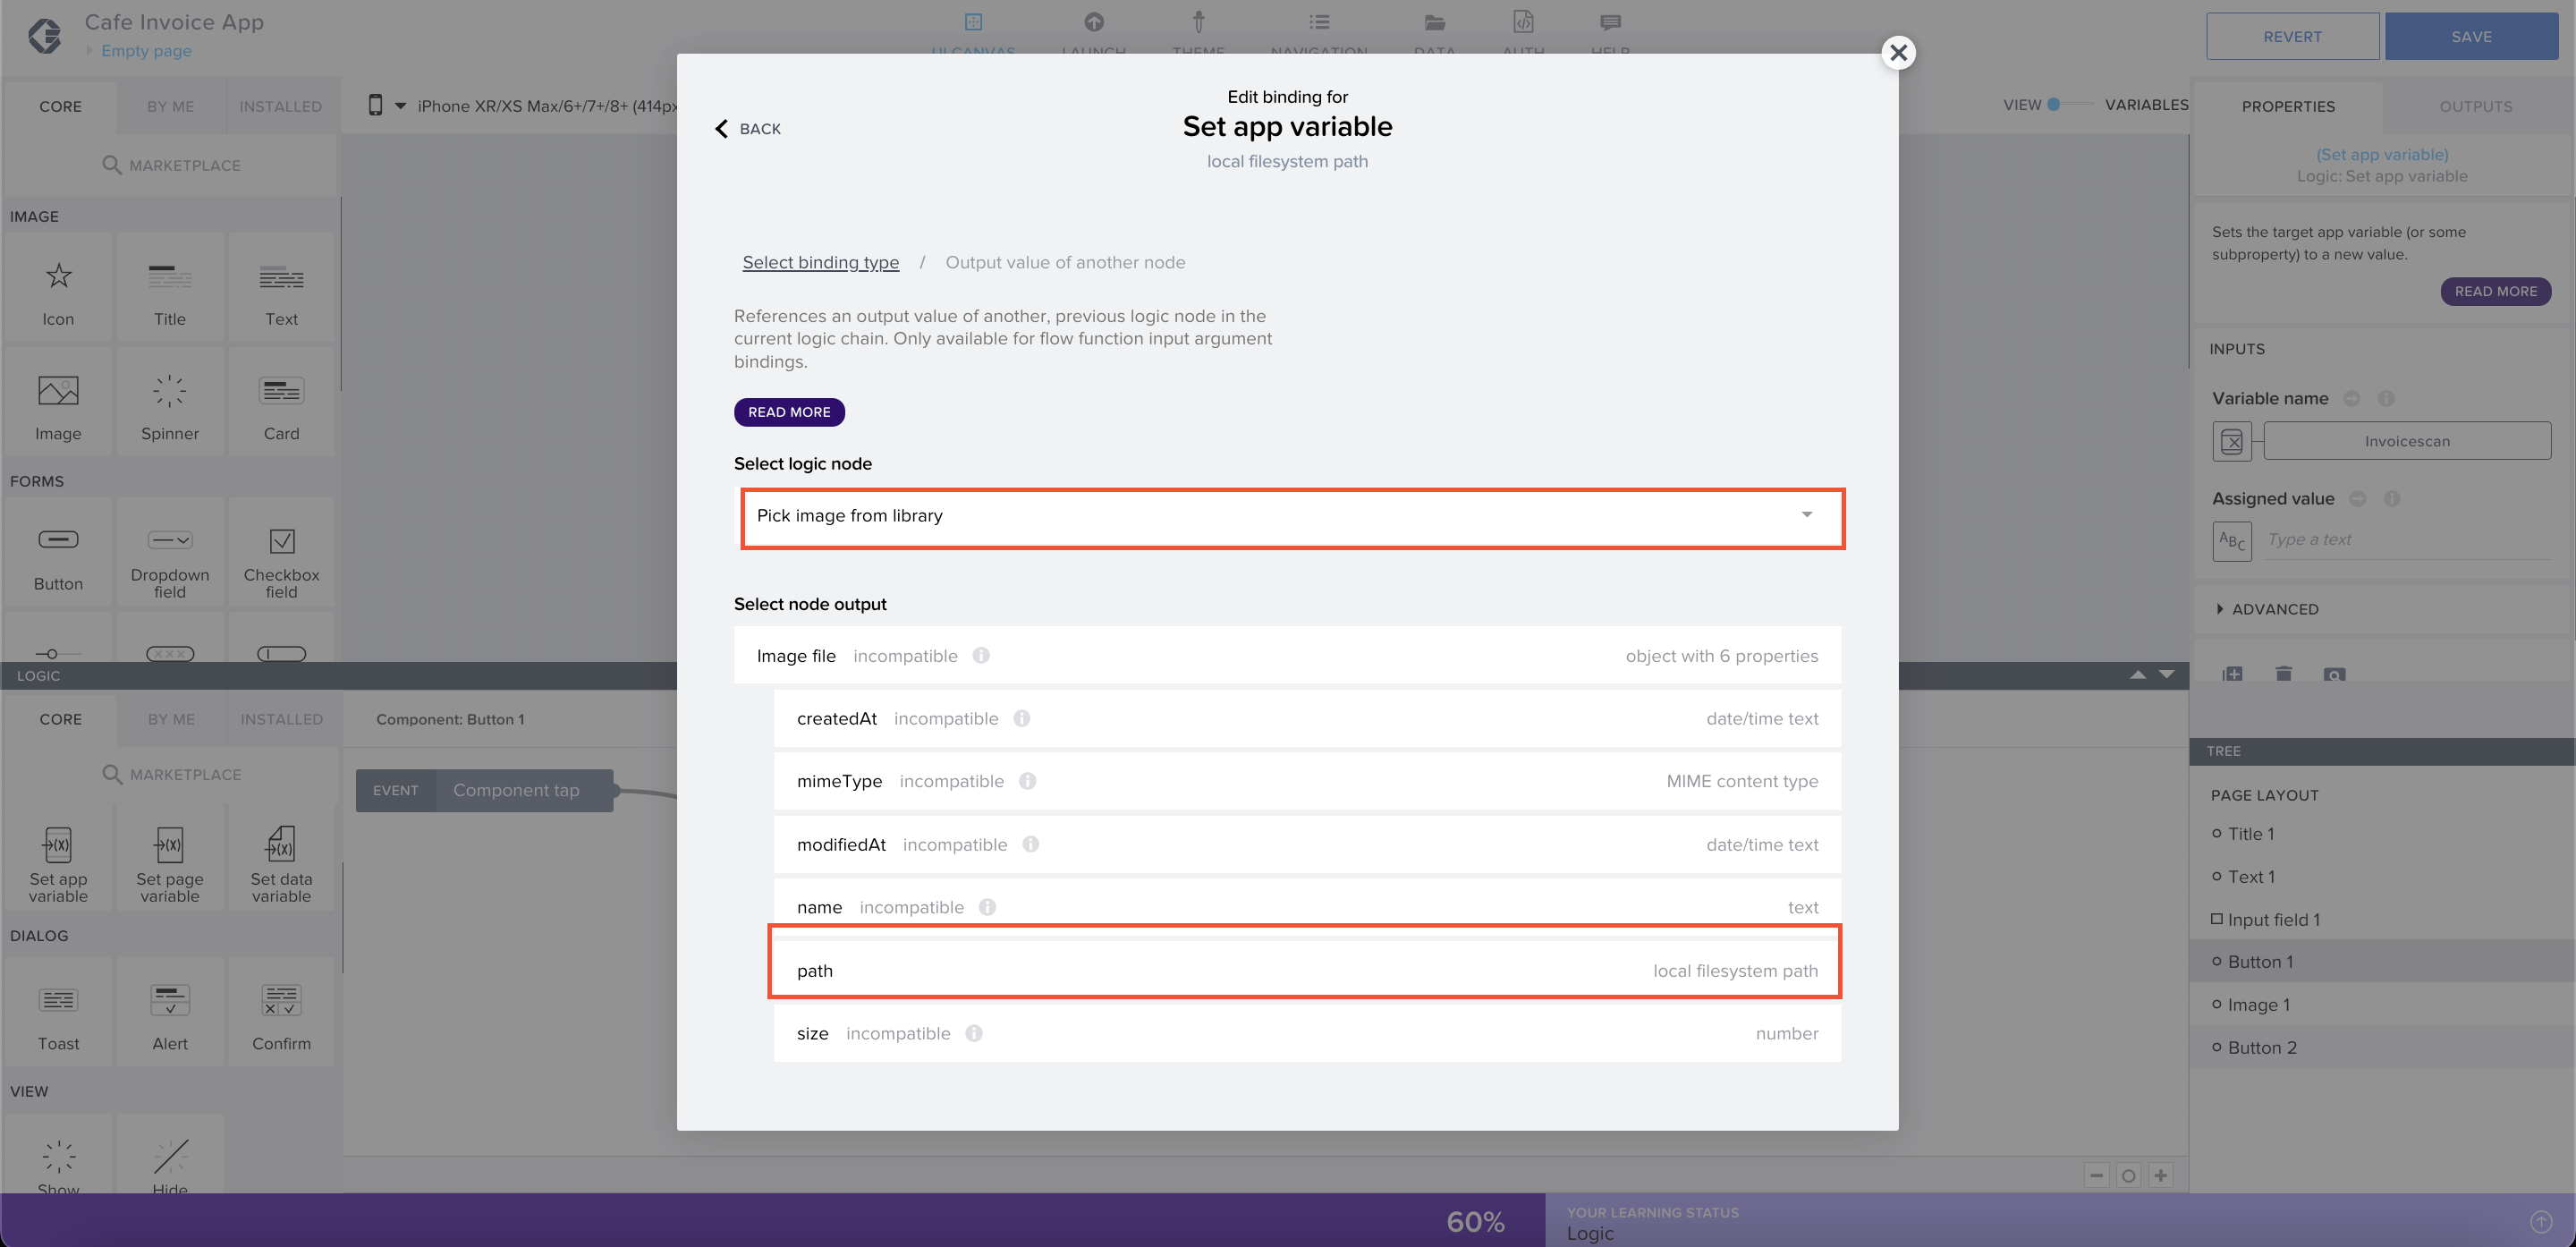 Cafe Invoice App
Empty page
UI CANVAS
LAUNCH
THEME
NAVIGATION
DATA
AUTH
HELP
REVERT
SAVE
CORE
BY ME
INSTALLED
iPhone XR/XS Max/6+/7+/8+ (414px
VIEW
VARIABLES
PROPERTIES
OUTPUTS
MARKETPLACE
IMAGE
Icon
Title
Text
Image
Spinner
Card
FORMS
Button
Dropdown
field
Checkbox
field
LOGIC
CORE
BY ME
INSTALLED
Component: Button 1
MARKETPLACE
EVENT
Component tap
Set app
variable
Set page
variable
Set data
variable
DIALOG
Toast
Alert
Confirm
VIEW
Show
Hide
BACK
Edit binding for
Set app variable
local filesystem path
Select binding type / Output value of another node
References an output value of another, previous logic node in the
current logic chain. Only available for flow function input argument
bindings.
READ MORE
Select logic node
Pick image from library
Select node output
Image file incompatible object with 6 properties
createdAt incompatible date/time text
mimeType incompatible MIME content type
modifiedAt incompatible date/time text
name incompatible text
path local filesystem path
size incompatible number
(Set app variable)
Logic: Set app variable
Sets the target app variable (or some
subproperty) to a new value.
READ MORE
INPUTS
Variable name
Invoicescan
Assigned value
ABC
Type a text
ADVANCED
TREE
PAGE LAYOUT
Title 1
Text 1
Input field 1
Button 1
Image 1
Button 2
60%
YOUR LEARNING STATUS
Logic